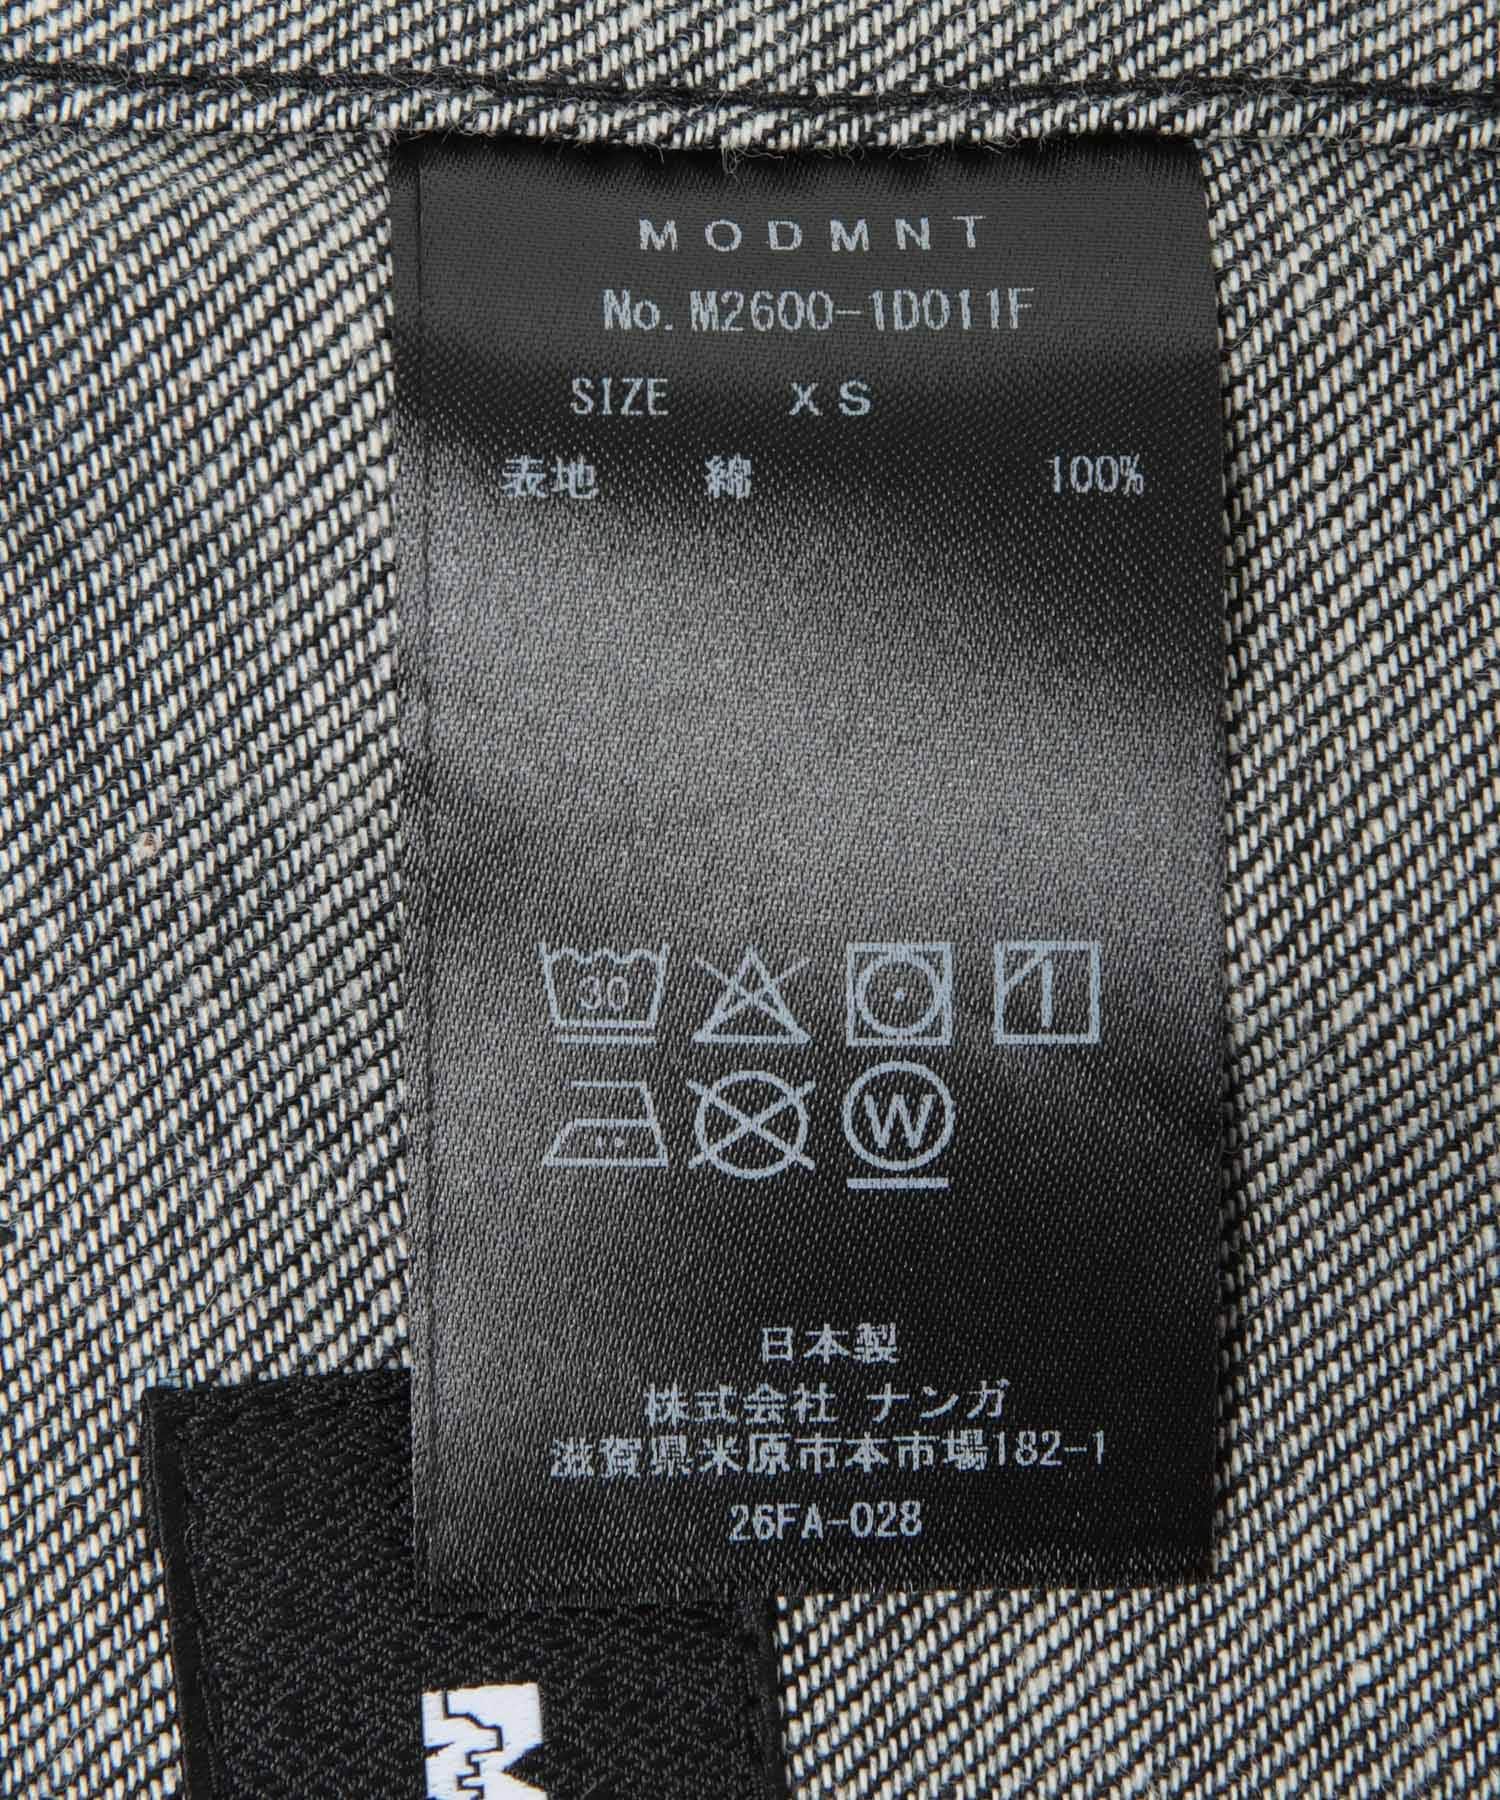 MODMNT
No. M2600-1D011F
SIZE XS
表地 綿 100%
30
W
日本製
株式会社 ナンガ
滋賀県米原市本市場182-1
26FA-028
M